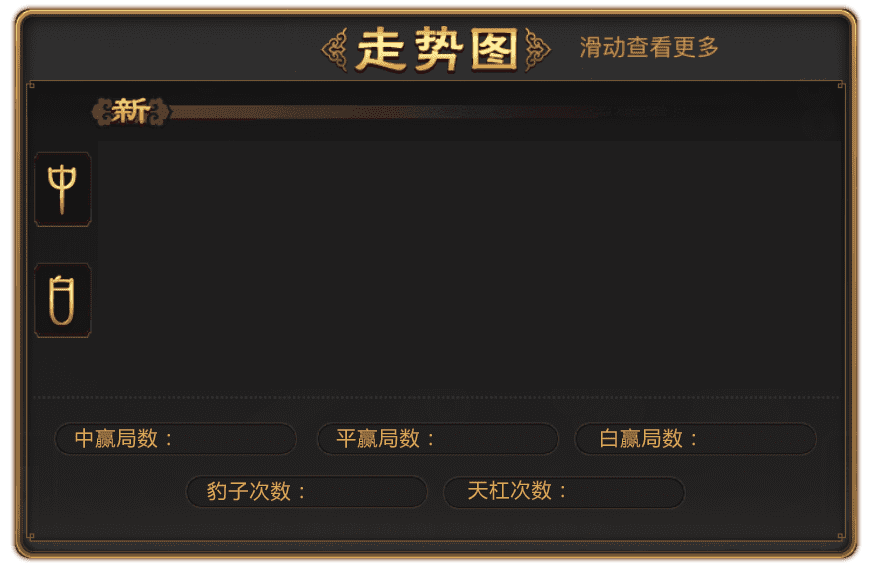 走势图 滑动查看更多
新
中
白
中赢局数： 平赢局数： 白赢局数：
豹子次数： 天杠次数：